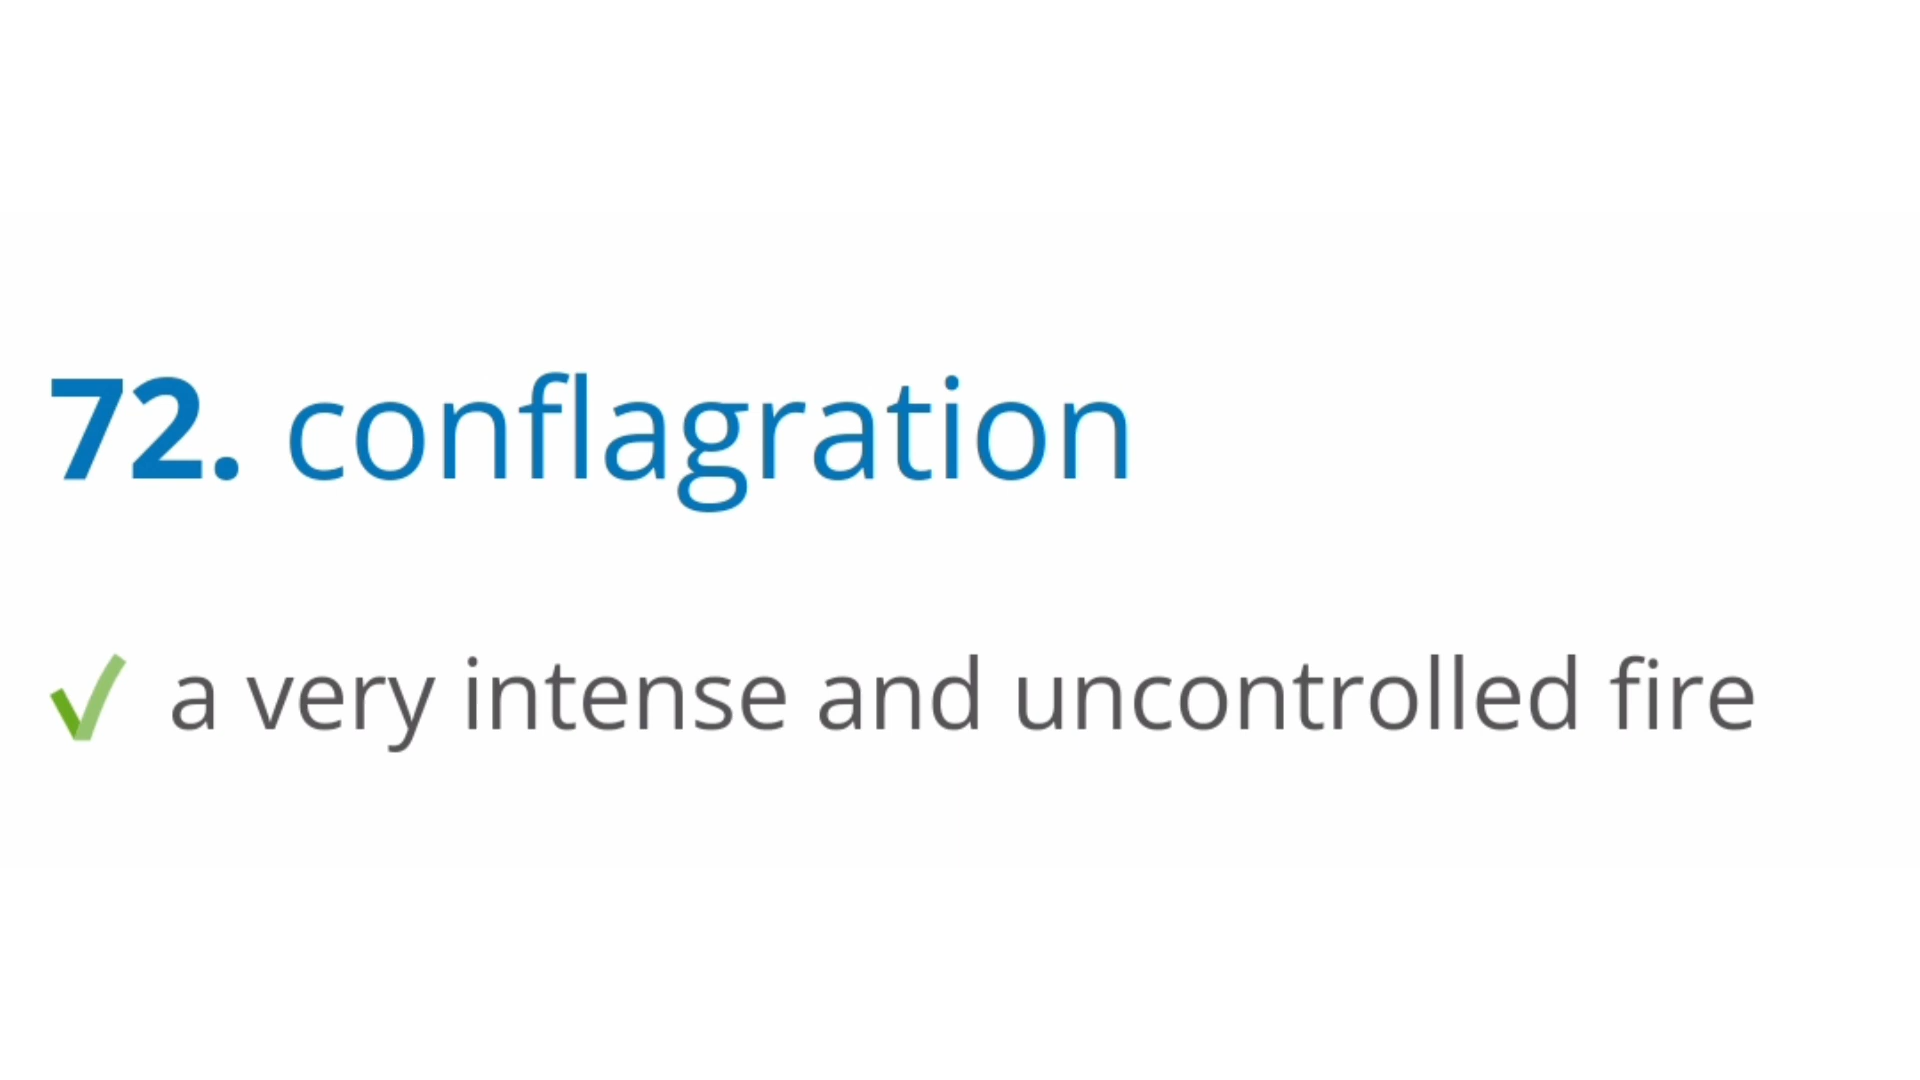 72. conflagration
✓ a very intense and uncontrolled fire